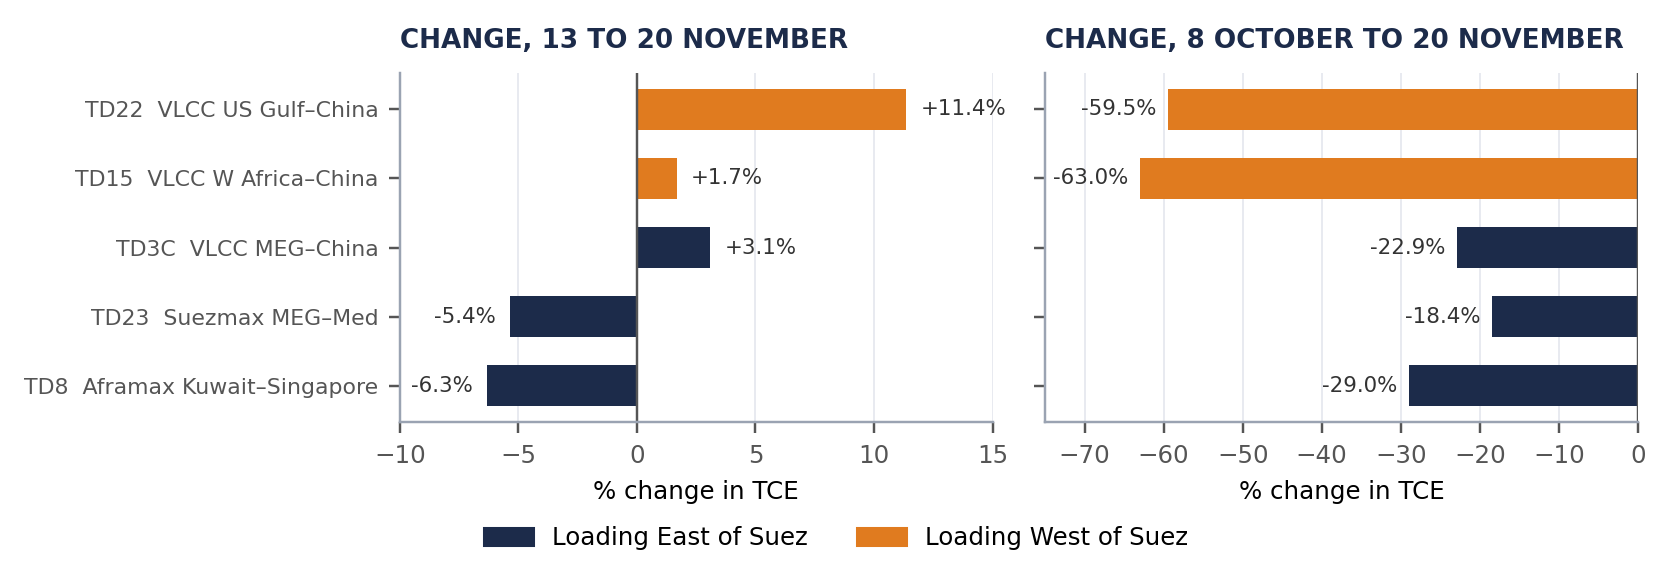 CHANGE, 13 TO 20 NOVEMBER
CHANGE, 8 OCTOBER TO 20 NOVEMBER
TD22  VLCC US Gulf–China
+11.4%
-59.5%
TD15  VLCC W Africa–China
+1.7%
-63.0%
TD3C  VLCC MEG–China
+3.1%
-22.9%
TD23  Suezmax MEG–Med
-5.4%
-18.4%
TD8  Aframax Kuwait–Singapore
-6.3%
-29.0%
−10 −5 0 5 10 15
−70 −60 −50 −40 −30 −20 −10 0
% change in TCE
% change in TCE
Loading East of Suez
Loading West of Suez